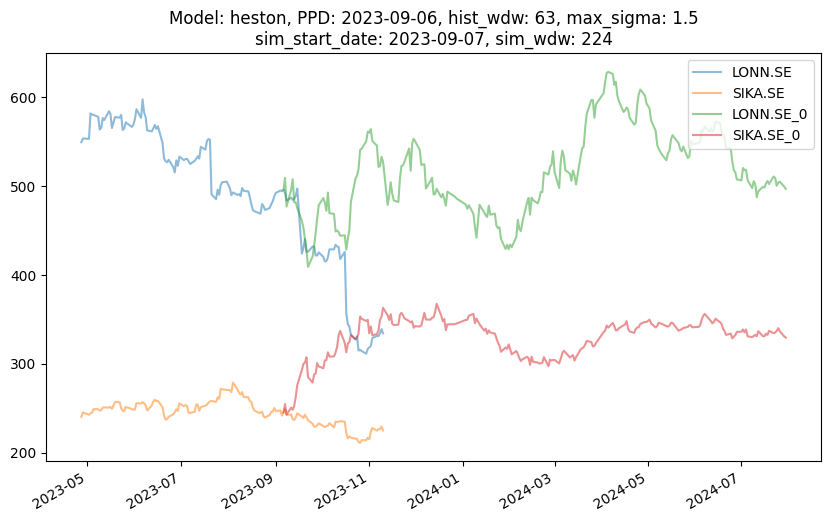 Model: heston, PPD: 2023-09-06, hist_wdw: 63, max_sigma: 1.5
sim_start_date: 2023-09-07, sim_wdw: 224
LONN.SE
SIKA.SE
LONN.SE_0
SIKA.SE_0
600
500
400
300
200
2023-05
2023-07
2023-09
2023-11
2024-01
2024-03
2024-05
2024-07